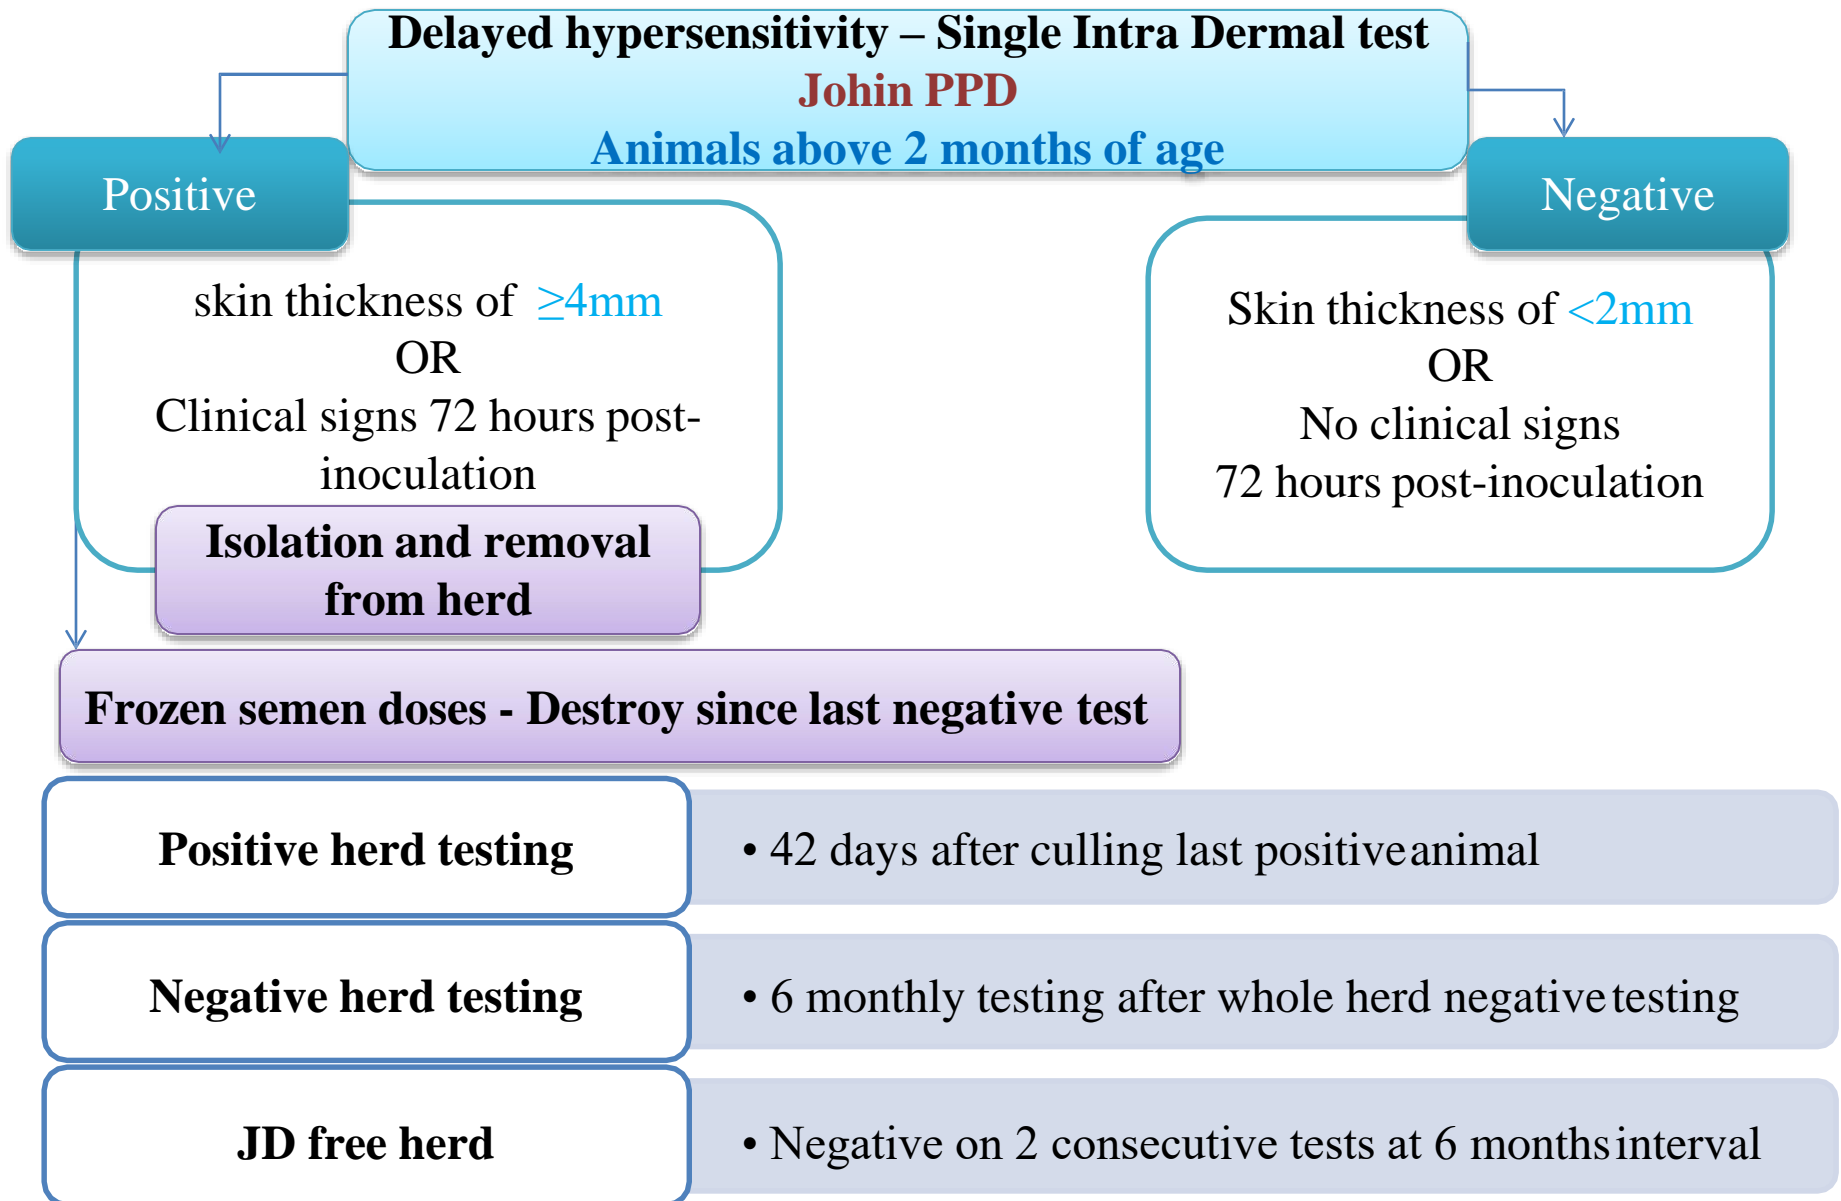 Delayed hypersensitivity – Single Intra Dermal test
Johin PPD
Animals above 2 months of age
Positive
skin thickness of ≥4mm
OR
Clinical signs 72 hours post-
inoculation
Isolation and removal
from herd
Negative
Skin thickness of <2mm
OR
No clinical signs
72 hours post-inoculation
Frozen semen doses - Destroy since last negative test
Positive herd testing
• 42 days after culling last positiveanimal
Negative herd testing
• 6 monthly testing after whole herd negative testing
JD free herd
• Negative on 2 consecutive tests at 6 months interval